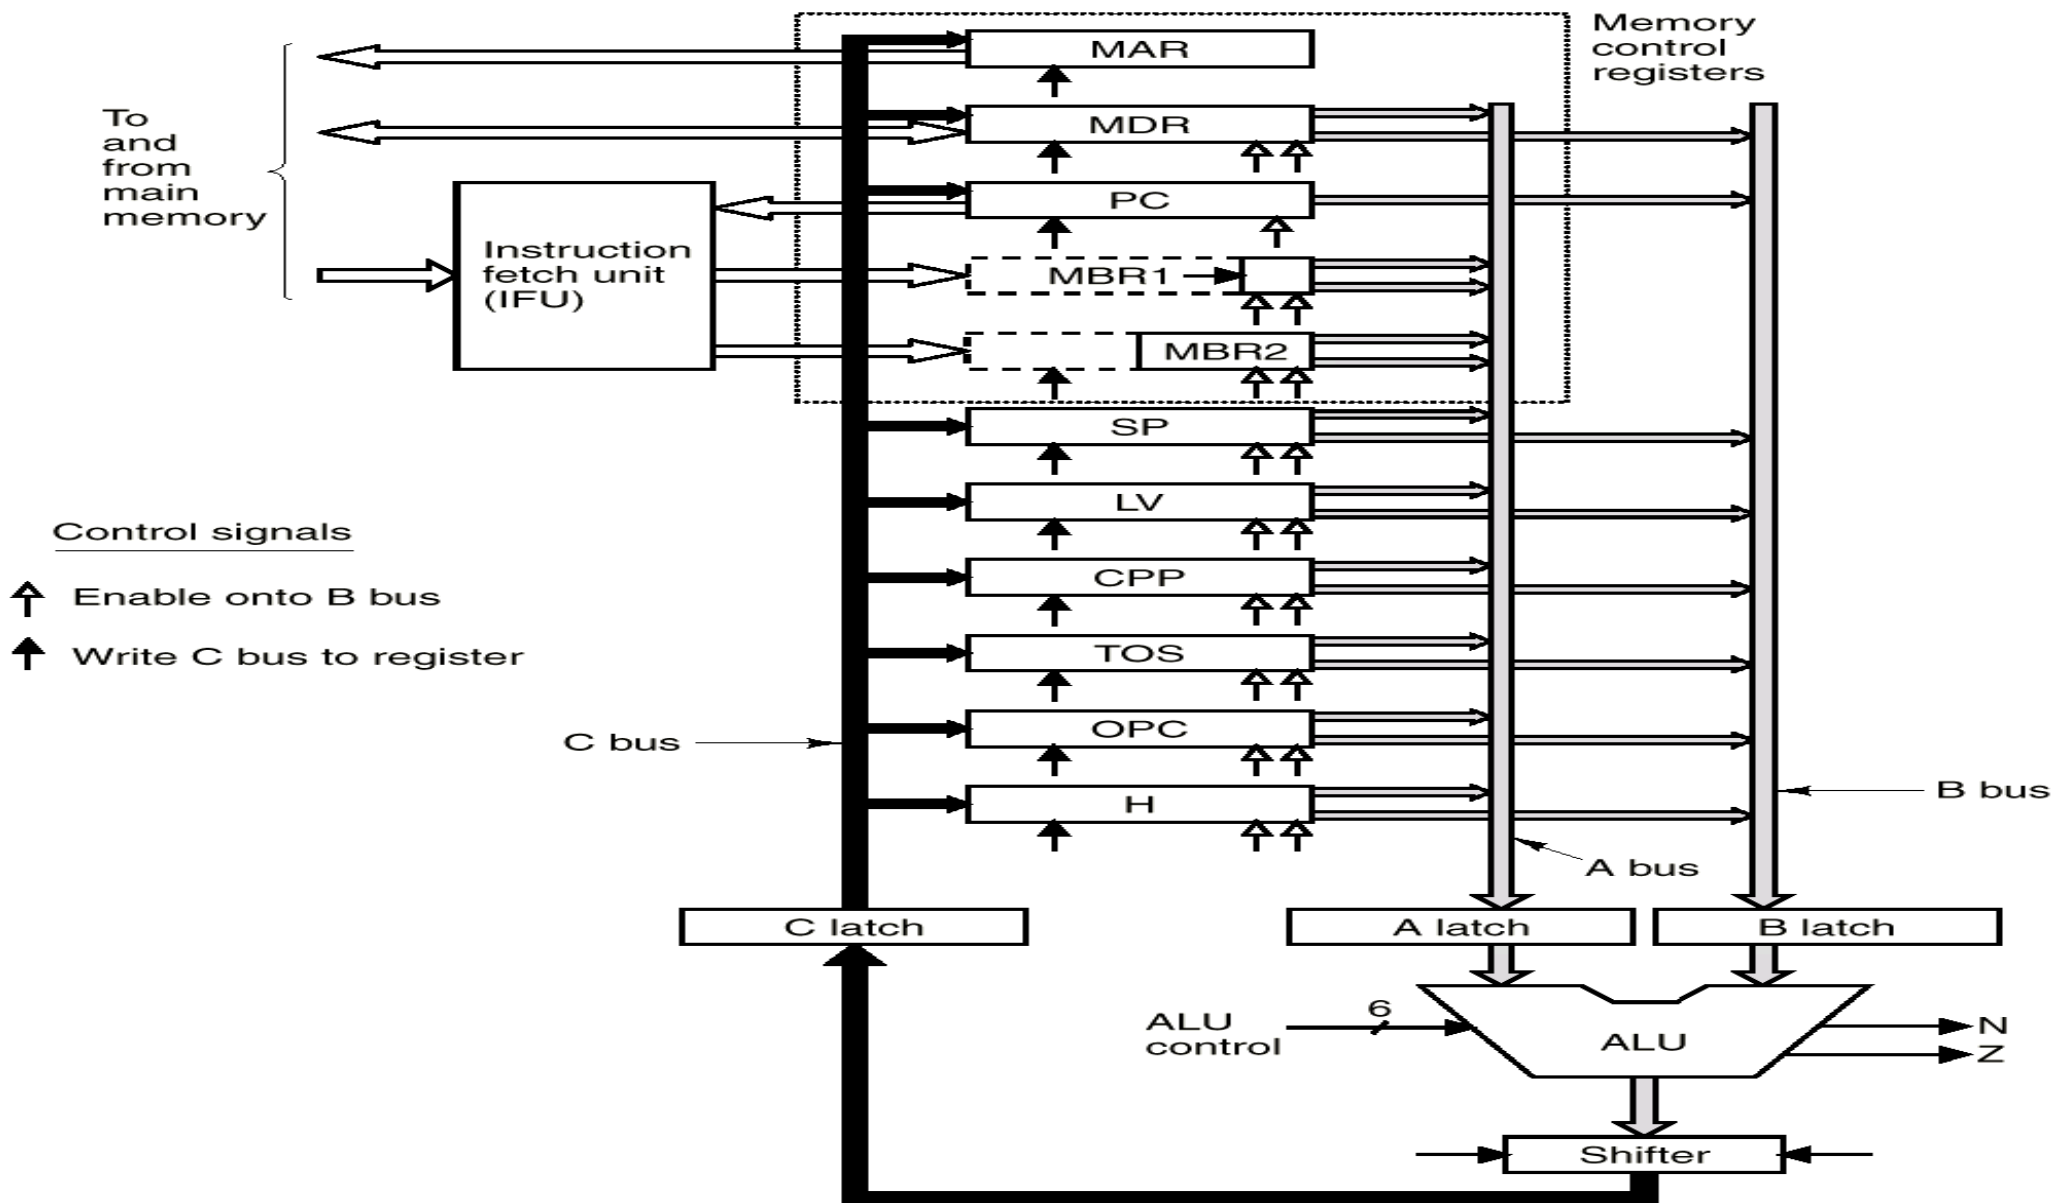 Memory
control
registers
MAR
To
and
from
main
memory
MDR
PC
Instruction
fetch unit
(IFU)
MBR1
MBR2
SP
LV
Control signals
CPP
Enable onto B bus
TOS
Write C bus to register
OPC
C bus
H
B bus
A bus
C latch
A latch
B latch
6
ALU
control
ALU
N
Z
Shifter